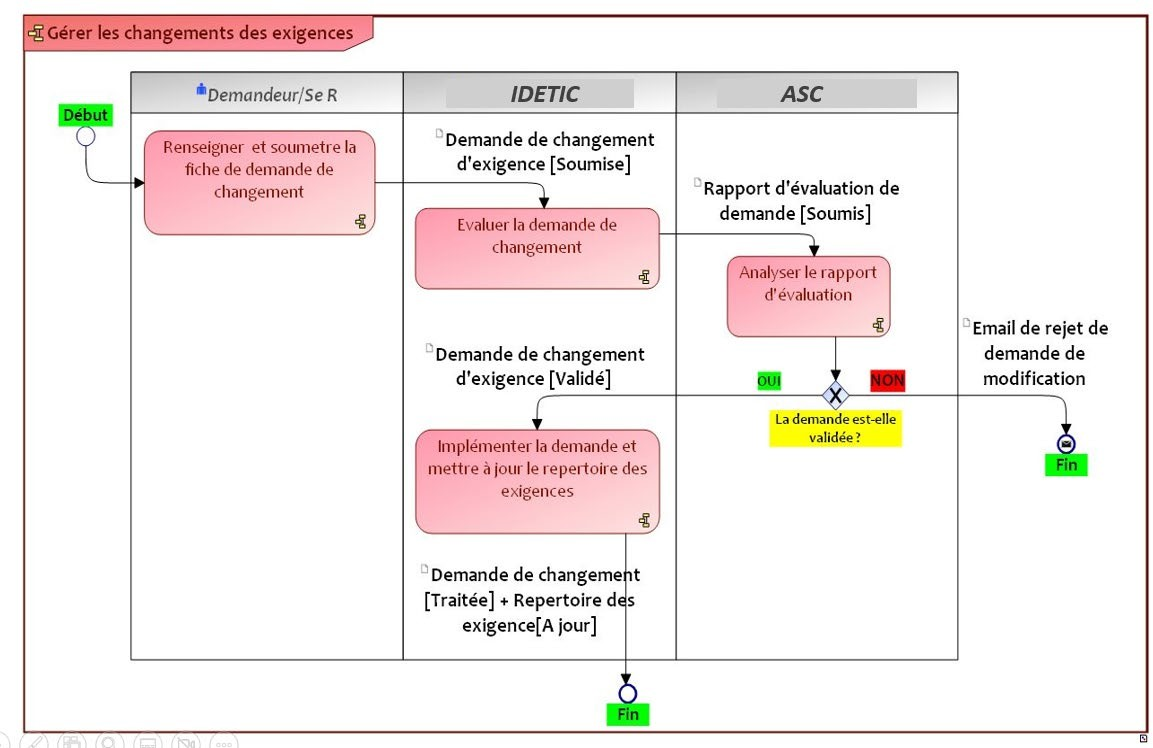 Gérer les changements des exigences
Demandeur/Se R
IDETIC
ASC
Début
Renseigner et soumetre la
fiche de demande de
changement
Demande de changement
d'exigence [Soumise]
Evaluer la demande de
changement
Rapport d'évaluation de
demande [Soumis]
Analyser le rapport
d'évaluation
Email de rejet de
demande de
modification
Demande de changement
d'exigence [Validé]
OUI
X
NON
La demande est-elle
validée ?
Fin
Implémenter la demande et
mettre à jour le repertoire des
exigences
Demande de changement
[Traitée] + Repertoire des
exigence[A jour]
Fin